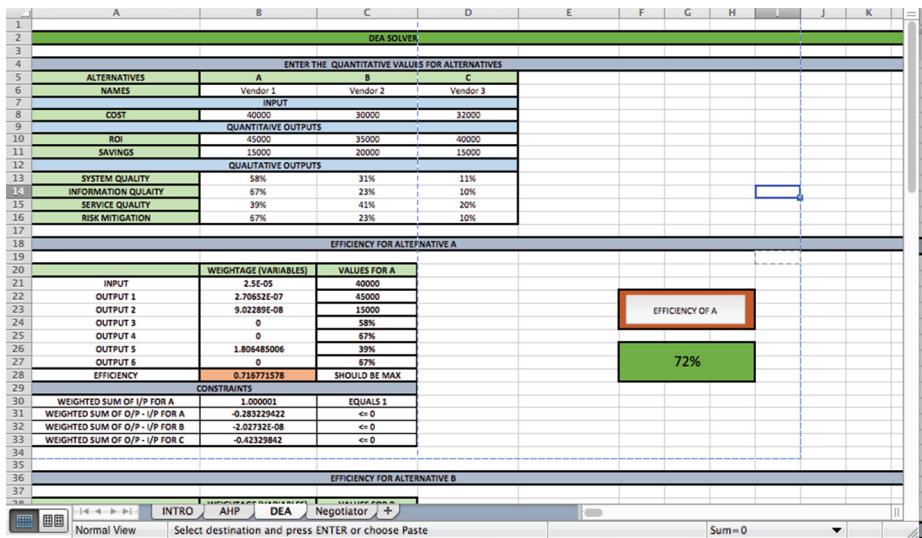 A B C D E F G H I J K
1
2 DEA SOLVER
3
4 ENTER THE QUANTITATIVE VALUES FOR ALTERNATIVES
5 ALTERNATIVES A B C
6 NAMES Vendor 1 Vendor 2 Vendor 3
7 INPUT
8 COST 40000 30000 32000
9 QUANTITAIVE OUTPUTS
10 ROI 45000 35000 40000
11 SAVINGS 15000 20000 15000
12 QUALITATIVE OUTPUTS
13 SYSTEM QUALITY 58% 31% 11%
14 INFORMATION QULAITY 67% 23% 10%
15 SERVICE QUALITY 39% 41% 20%
16 RISK MITIGATION 67% 23% 10%
17
18 EFFICIENCY FOR ALTERNATIVE A
19
20 WEIGHTAGE (VARIABLES) VALUES FOR A
21 INPUT 2.5E-05 40000
22 OUTPUT 1 2.70652E-07 45000
23 OUTPUT 2 9.02289E-08 15000 EFFICIENCY OF A
24 OUTPUT 3 0 58%
25 OUTPUT 4 0 67%
26 OUTPUT 5 1.806485006 39%
27 OUTPUT 6 0 67% 72%
28 EFFICIENCY 0.716771578 SHOULD BE MAX
29 CONSTRAINTS
30 WEIGHTED SUM OF I/P FOR A 1.000001 EQUALS 1
31 WEIGHTED SUM OF O/P - I/P FOR A -0.283229422 <= 0
32 WEIGHTED SUM OF O/P - I/P FOR B -2.02732E-08 <= 0
33 WEIGHTED SUM OF O/P - I/P FOR C -0.42329842 <= 0
34
35
36 EFFICIENCY FOR ALTERNATIVE B
37
38 WEIGHTAGE (VARIABLES) VALUES FOR B
INTRO AHP DEA Negotiator +
Normal View Select destination and press ENTER or choose Paste Sum=0